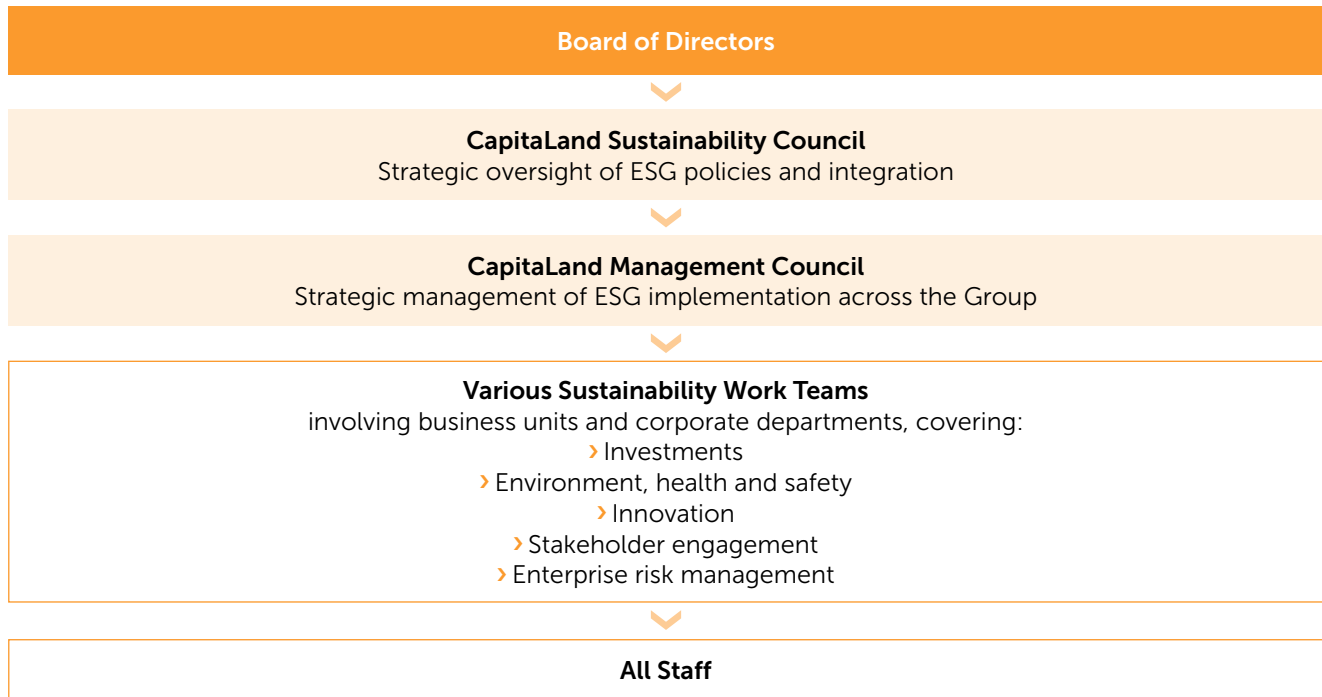 Board of Directors
CapitaLand Sustainability Council
Strategic oversight of ESG policies and integration
CapitaLand Management Council
Strategic management of ESG implementation across the Group
Various Sustainability Work Teams
involving business units and corporate departments, covering:
› Investments
› Environment, health and safety
› Innovation
› Stakeholder engagement
› Enterprise risk management
All Staff